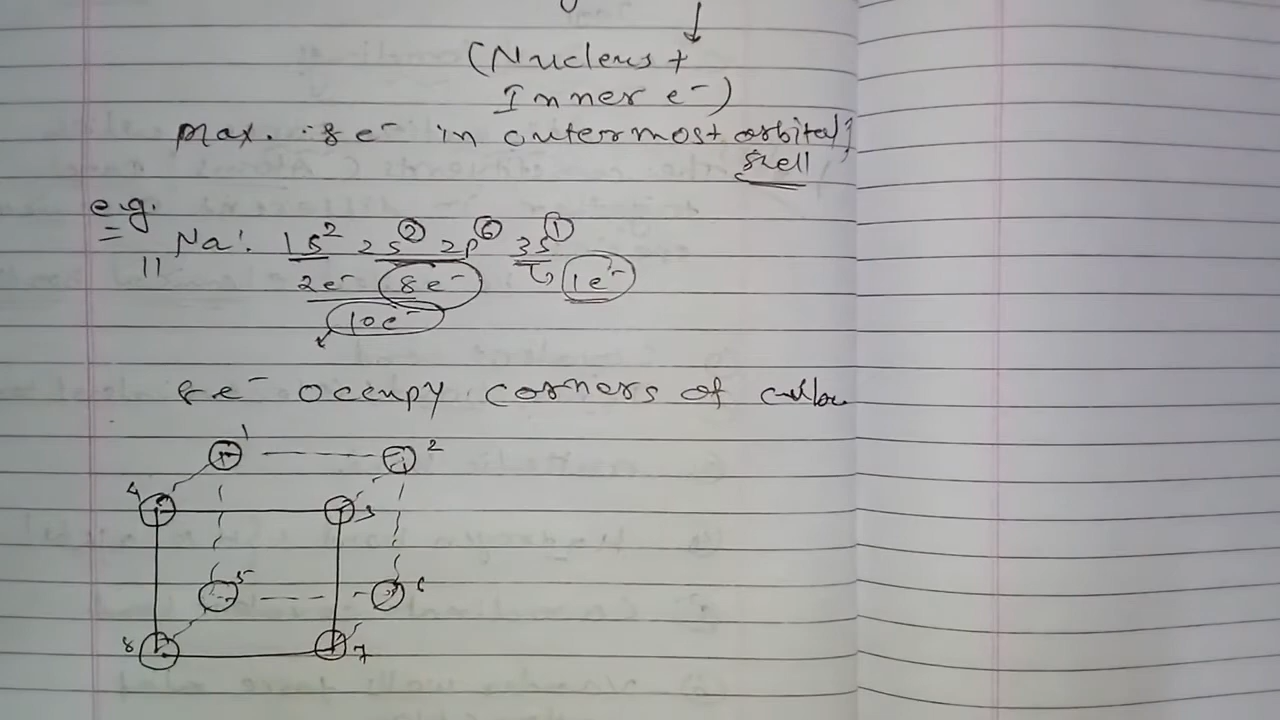 (Nucleus +
Inner e⁻)
Max. 8 e⁻ in outermost orbital/
shell
e.g.
₁₁Na: 1s² 2s² 2p⁶ 3s¹
2e⁻ 8e⁻ 1e⁻
10e⁻
8e⁻ occupy corners of cube
1 2
4 3
5 6
8 7